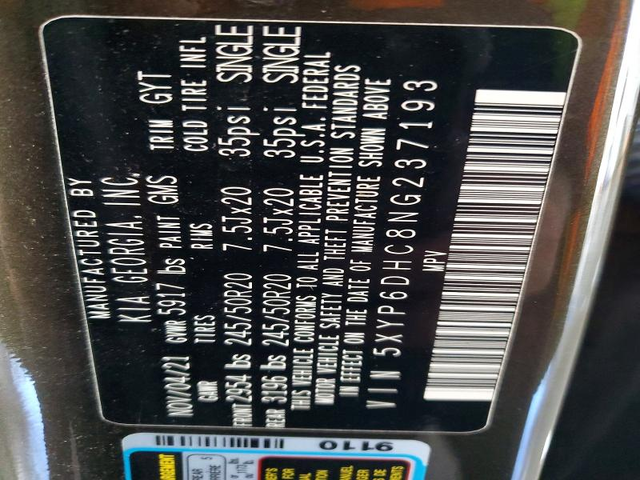 MANUFACTURED BY
KIA GEORGIA, INC.
NOV/04/21 GVWR 5917 lbs PAINT GMS TRIM GYT
GAWR TIRES RIMS COLD TIRE INFL
FRONT 2954 lbs 245/50R20 7.5Jx20 35psi SINGLE
REAR 3196 lbs 245/50R20 7.5Jx20 35psi SINGLE
THIS VEHICLE CONFORMS TO ALL APPLICABLE U.S.A. FEDERAL
MOTOR VEHICLE SAFETY AND THEFT PREVENTION STANDARDS
IN EFFECT ON THE DATE OF MANUFACTURE SHOWN ABOVE
VIN 5XYP6DHC8NG237193
MPV
9110